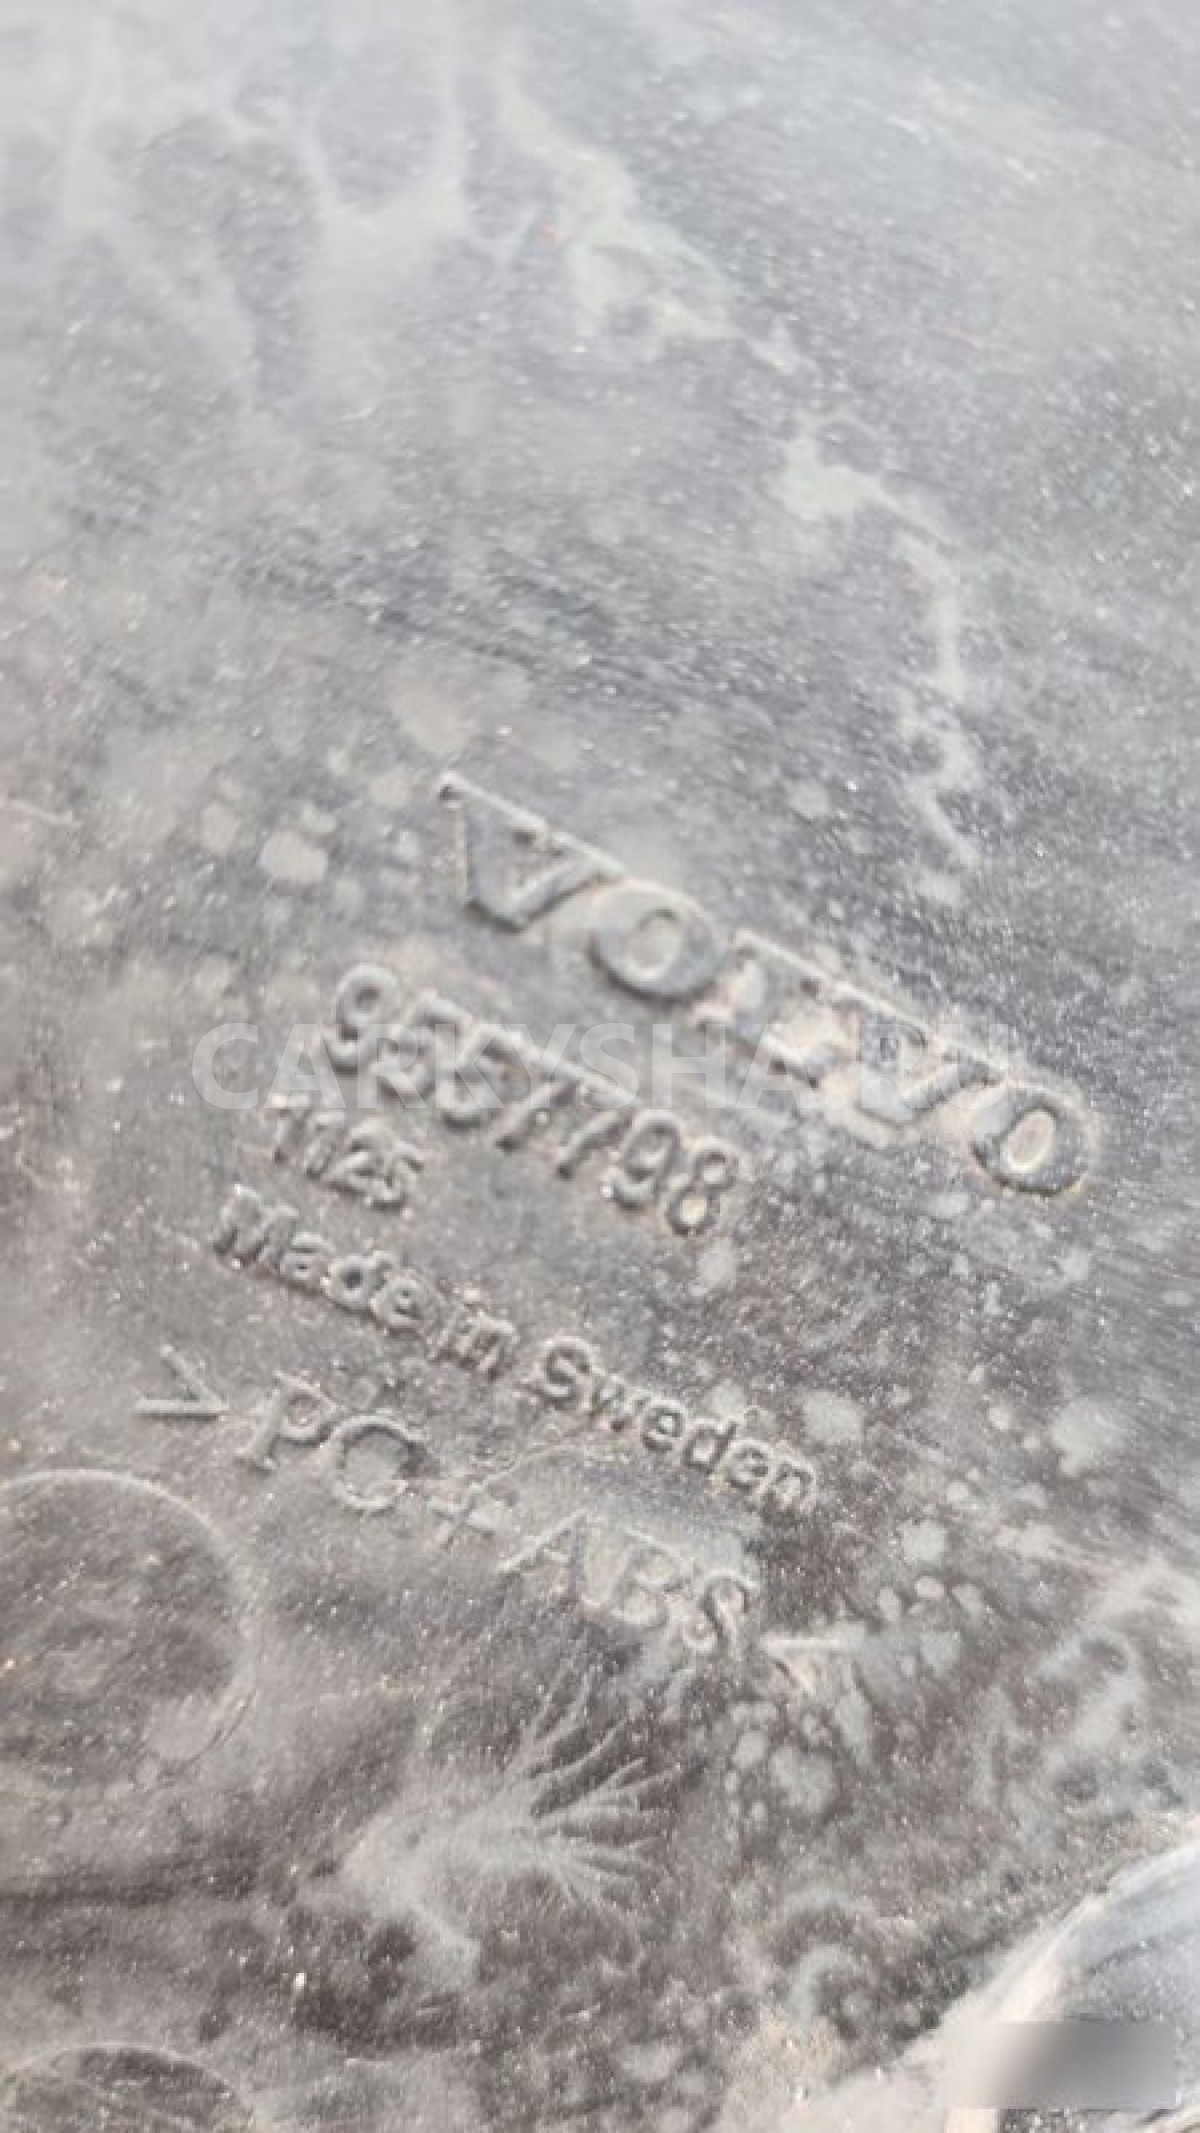 VOLVO
9557798
1125
Made in Sweden
> PC + ABS <
CARKYSHA.RU